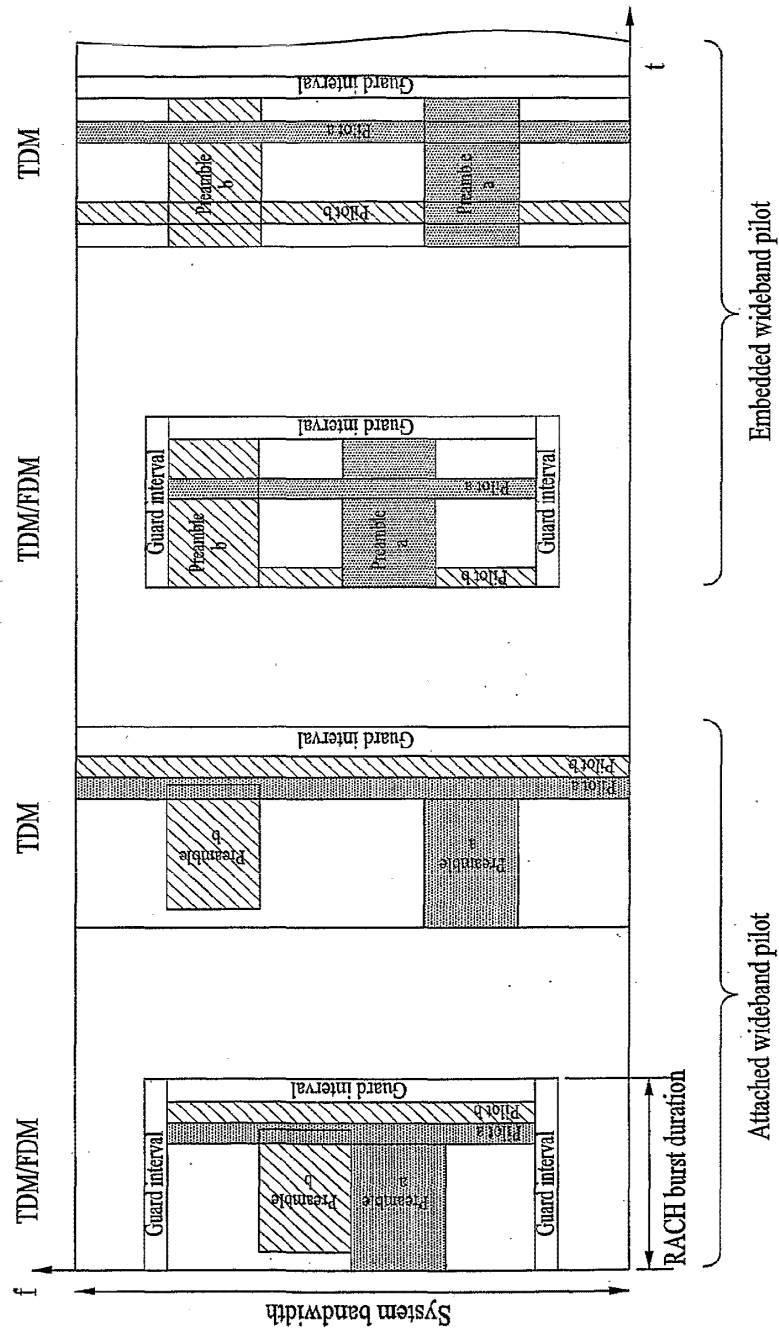 TDM/FDM
TDM
TDM/FDM
TDM
f
System bandwidth
Guard interval
Preamble
b
Preamble
a
Pilot a
Pilot b
Guard interval
Guard interval
RACH burst duration
Preamble
b
Preamble
a
Pilot a
Pilot b
Guard interval
Guard interval
Preamble
b
Preamble
a
Pilot b
Pilot a
Guard interval
Guard interval
Preamble
b
Preamble
a
Pilot b
Pilot a
Guard interval
t
Attached wideband pilot
Embedded wideband pilot